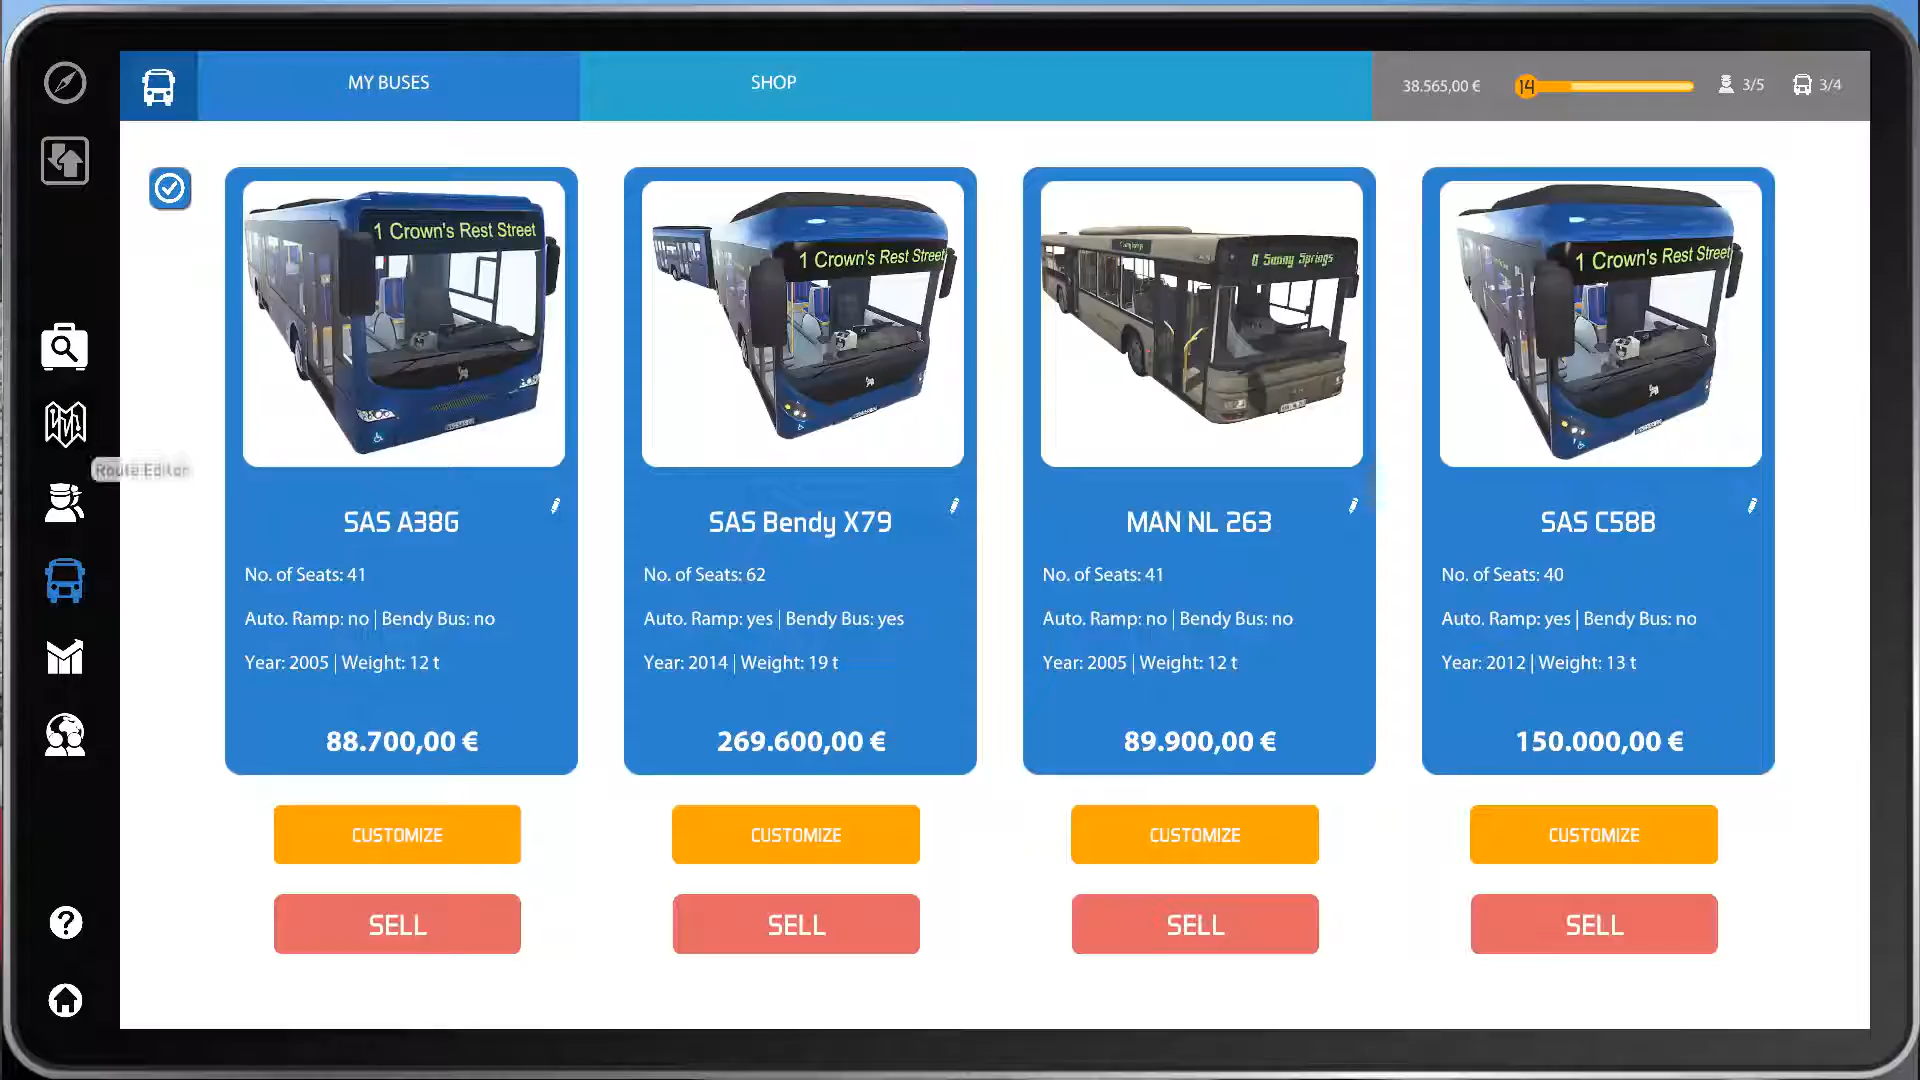 MY BUSES
SHOP
38.565,00 €
14
3/5
3/4
Route Editor
1 Crown's Rest Street
1 Crown's Rest Street
6 Sunny Springs
1 Crown's Rest Street
SAS A38G
No. of Seats: 41
Auto. Ramp: no | Bendy Bus: no
Year: 2005 | Weight: 12 t
88.700,00 €
CUSTOMIZE
SELL
SAS Bendy X79
No. of Seats: 62
Auto. Ramp: yes | Bendy Bus: yes
Year: 2014 | Weight: 19 t
269.600,00 €
CUSTOMIZE
SELL
MAN NL 263
No. of Seats: 41
Auto. Ramp: no | Bendy Bus: no
Year: 2005 | Weight: 12 t
89.900,00 €
CUSTOMIZE
SELL
SAS C58B
No. of Seats: 40
Auto. Ramp: yes | Bendy Bus: no
Year: 2012 | Weight: 13 t
150.000,00 €
CUSTOMIZE
SELL